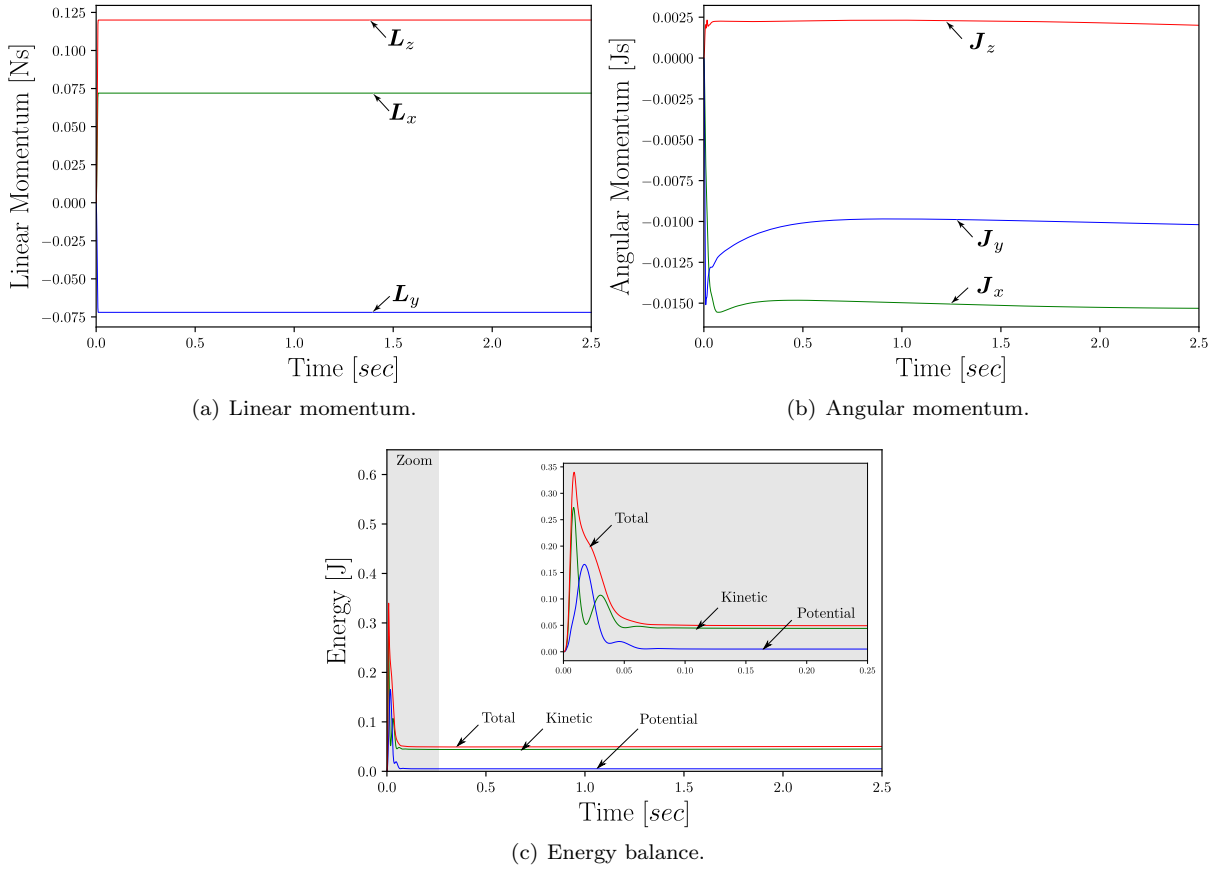 Linear Momentum [Ns]
0.125
0.100
0.075
0.050
0.025
0.000
−0.025
−0.050
−0.075
L_z
L_x
L_y
0.0 0.5 1.0 1.5 2.0 2.5
Time [sec]
(a) Linear momentum.
Angular Momentum [Js]
0.0025
0.0000
−0.0025
−0.0050
−0.0075
−0.0100
−0.0125
−0.0150
J_z
J_y
J_x
0.0 0.5 1.0 1.5 2.0 2.5
Time [sec]
(b) Angular momentum.
Energy [J]
0.6
0.5
0.4
0.3
0.2
0.1
0.0
Zoom
0.35
0.30
0.25
0.20
0.15
0.10
0.05
0.00
Total
Kinetic
Potential
0.00 0.05 0.10 0.15 0.20 0.25
Total Kinetic Potential
0.0 0.5 1.0 1.5 2.0 2.5
Time [sec]
(c) Energy balance.